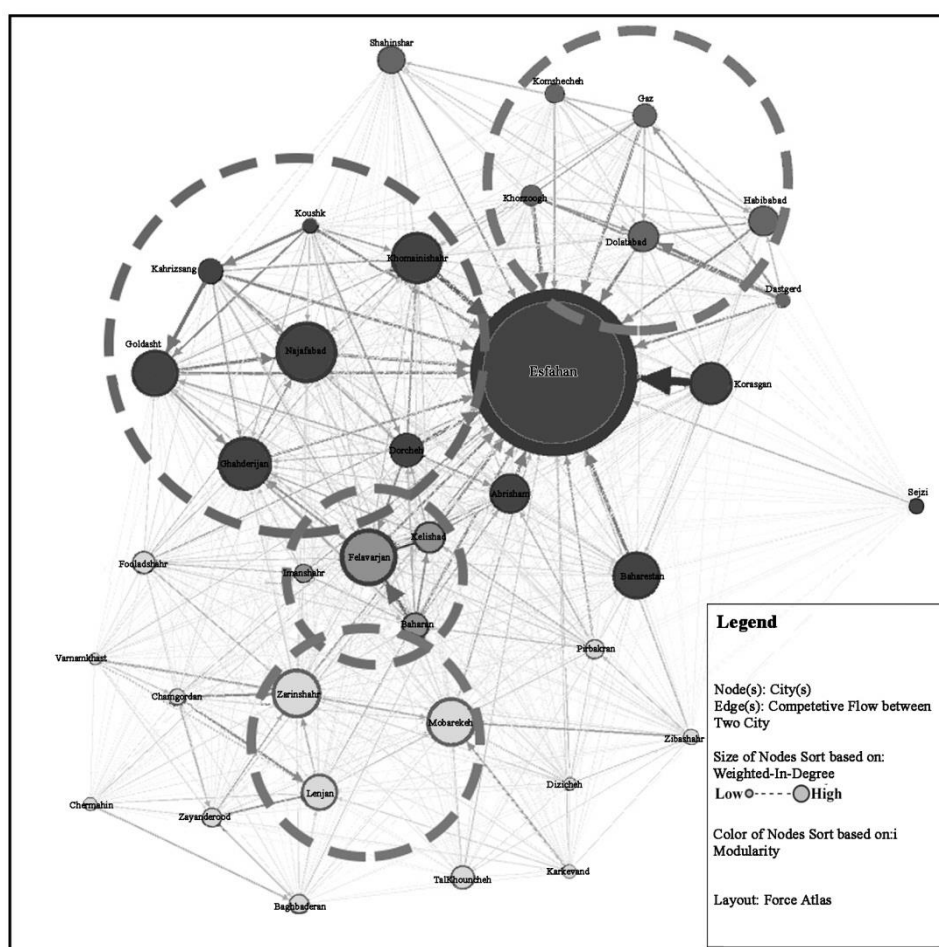 Shahinshar
Komshecheh
Gaz
Khorzoogh
Habibabad
Koushk
Dolatabad
Khomainishahr
Kahrizsang
Dastgerd
Goldasht
Najafabad
Esfahan
Korasgan
Dorcheh
Ghahderijan
Abrisham
Sejzi
Kelishad
Felavarjan
Fooladshahr
Imanshahr
Baharestan
Baharan
Pirbakran
Varnamkhast
Zarinshahr
Chamgordan
Mobarekeh
Zibashahr
Dizicheh
Lenjan
Chermahin
Zayanderood
Karkevand
TalKhouncheh
Baghbaderan
Legend
Node(s): City(s)
Edge(s): Competetive Flow between
Two City
Size of Nodes Sort based on:
Weighted-In-Degree
Low High
Color of Nodes Sort based on:i
Modularity
Layout: Force Atlas